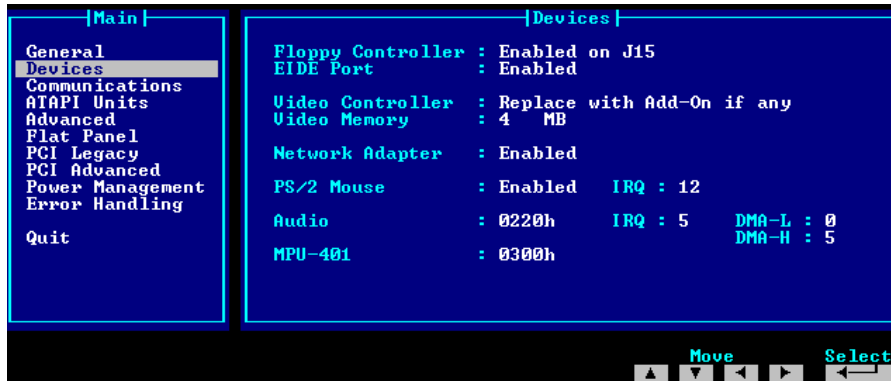 Main
General
Devices
Communications
ATAPI Units
Advanced
Flat Panel
PCI Legacy
PCI Advanced
Power Management
Error Handling
Quit
Devices
Floppy Controller : Enabled on J15
EIDE Port : Enabled
Video Controller : Replace with Add-On if any
Video Memory : 4 MB
Network Adapter : Enabled
PS/2 Mouse : Enabled IRQ : 12
Audio : 0220h IRQ : 5 DMA-L : 0
DMA-H : 5
MPU-401 : 0300h
Move Select